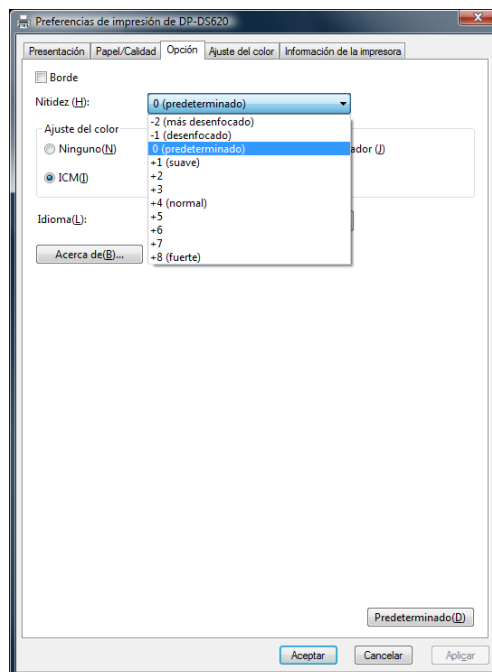 Preferencias de impresión de DP-DS620
Presentación Papel/Calidad Opción Ajuste del color Información de la impresora
Borde
Nitidez (H): 0 (predeterminado)
-2 (más desenfocado)
-1 (desenfocado)
0 (predeterminado)
+1 (suave)
+2
+3
+4 (normal)
+5
+6
+7
+8 (fuerte)
Ajuste del color
Ninguno(N) ador (J)
ICM(I)
Idioma(L):
Acerca de(B)...
Predeterminado(D)
Aceptar Cancelar Aplicar